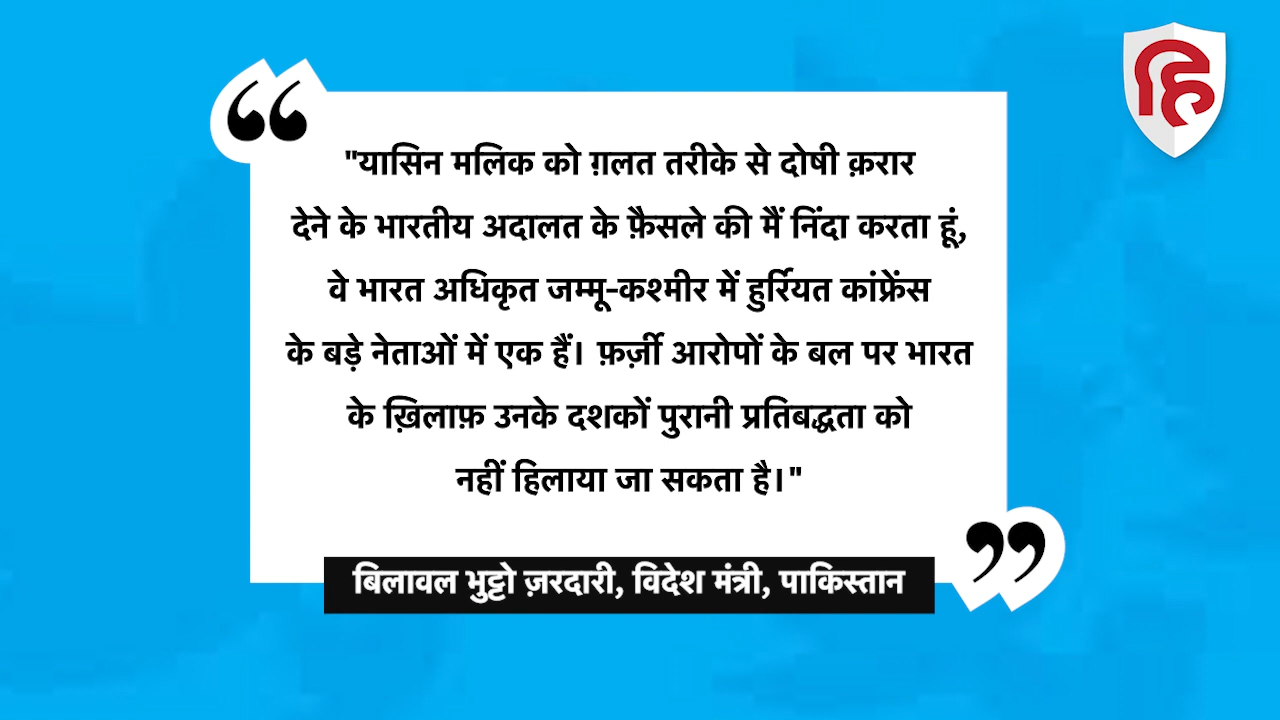 "यासिन मलिक को ग़लत तरीके से दोषी क़रार
देने के भारतीय अदालत के फ़ैसले की मैं निंदा करता हूं,
वे भारत अधिकृत जम्मू-कश्मीर में हुर्रियत कांफ्रेंस
के बड़े नेताओं में एक हैं। फ़र्ज़ी आरोपों के बल पर भारत
के ख़िलाफ़ उनके दशकों पुरानी प्रतिबद्धता को
नहीं हिलाया जा सकता है।"
बिलावल भुट्टो ज़रदारी, विदेश मंत्री, पाकिस्तान
हि